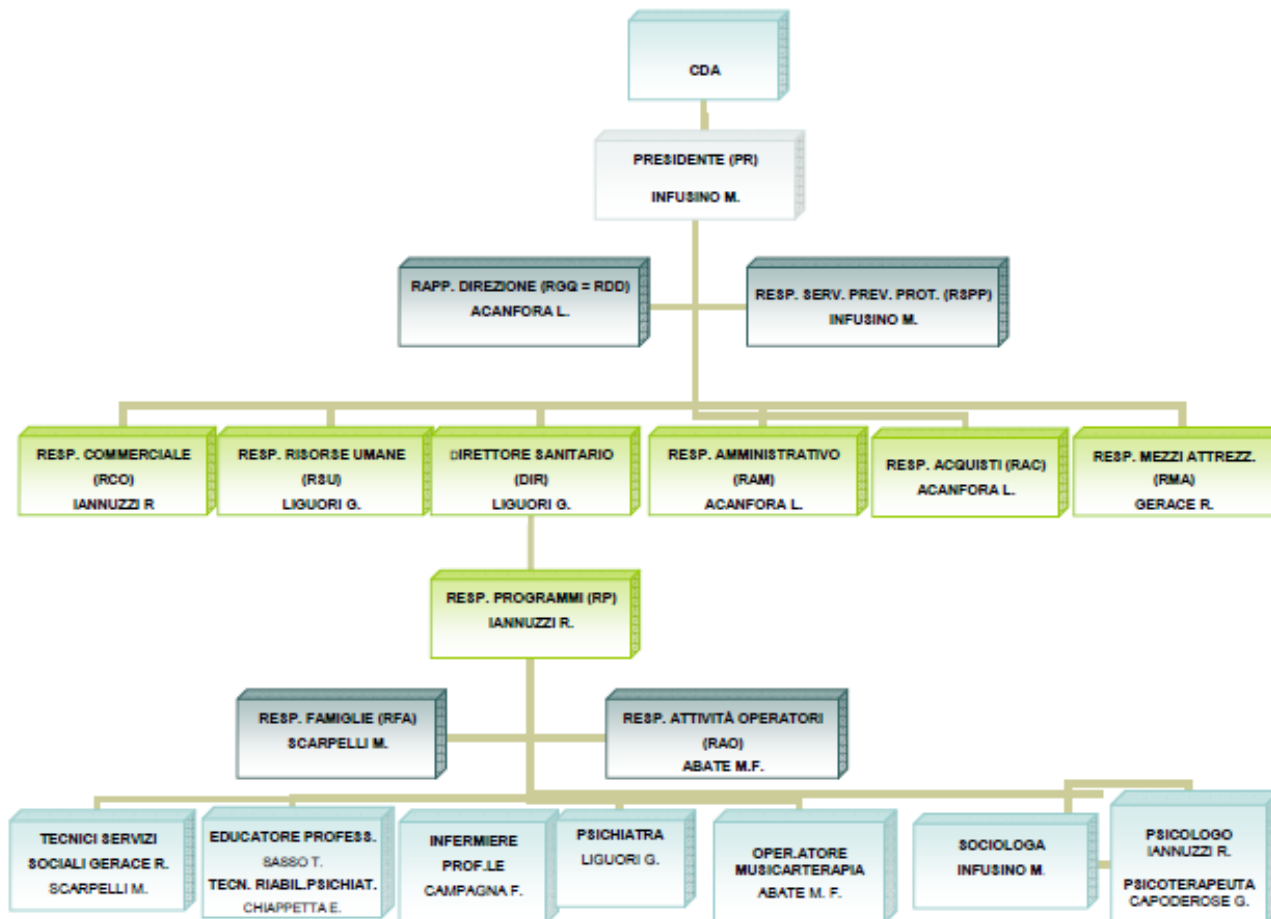 CDA
PRESIDENTE (PR)
INFUSINO M.
RAPP. DIREZIONE (RGQ = RDD)
ACANFORA L.
RESP. SERV. PREV. PROT. (RSPP)
INFUSINO M.
RESP. COMMERCIALE
(RCO)
IANNUZZI R
RESP. RISORSE UMANE
(RSU)
LIGUORI G.
DIRETTORE SANITARIO
(DIR)
LIGUORI G.
RESP. AMMINISTRATIVO
(RAM)
ACANFORA L.
RESP. ACQUISTI (RAC)
ACANFORA L.
RESP. MEZZI ATTREZZ.
(RMA)
GERACE R.
RESP. PROGRAMMI (RP)
IANNUZZI R.
RESP. FAMIGLIE (RFA)
SCARPELLI M.
RESP. ATTIVITÀ OPERATORI
(RAO)
ABATE M.F.
TECNICI SERVIZI
SOCIALI GERACE R.
SCARPELLI M.
EDUCATORE PROFESS.
SASSO T.
TECN. RIABIL.PSICHIAT.
CHIAPPETTA E.
INFERMIERE
PROF.LE
CAMPAGNA F.
PSICHIATRA
LIGUORI G.
OPER.ATORE
MUSICARTERAPIA
ABATE M. F.
SOCIOLOGA
INFUSINO M.
PSICOLOGO
IANNUZZI R.
PSICOTERAPEUTA
CAPODEROSE G.